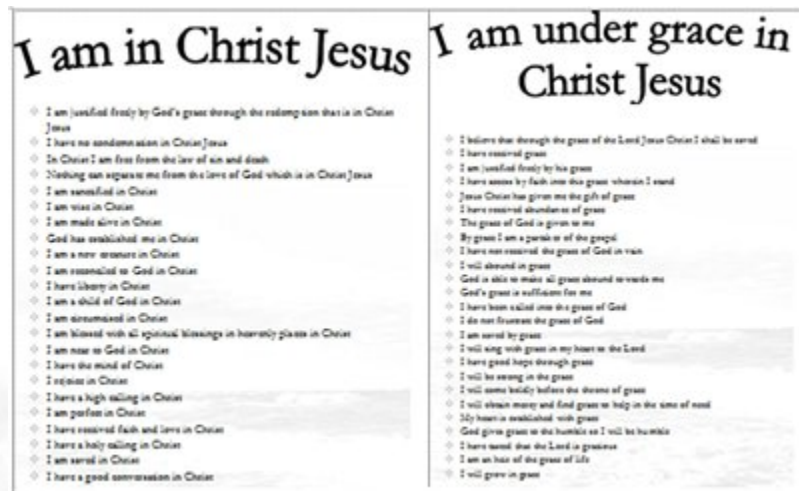 I am in Christ Jesus
I am justified freely by God's grace through the redemption that is in Christ
Jesus
I have no condemnation in Christ Jesus
In Christ I am free from the law of sin and death
Nothing can separate me from the love of God which is in Christ Jesus
I am sanctified in Christ
I am wise in Christ
I am made alive in Christ
God has established me in Christ
I am a new creature in Christ
I am reconciled to God in Christ
I have liberty in Christ
I am a child of God in Christ
I am circumcised in Christ
I am blessed with all spiritual blessings in heavenly places in Christ
I am near to God in Christ
I have the mind of Christ
I rejoice in Christ
I have a high calling in Christ
I am perfect in Christ
I have received faith and love in Christ
I have a holy calling in Christ
I am saved in Christ
I have a good conversation in Christ
I am under grace in
Christ Jesus
I believe that through the grace of the Lord Jesus Christ I shall be saved
I have received grace
I am justified freely by his grace
I have access by faith into this grace wherein I stand
Jesus Christ has given me the gift of grace
I have received abundance of grace
The grace of God is given to me
By grace I am a partaker of the gospel
I have not received the grace of God in vain
I will abound in grace
God is able to make all grace abound towards me
God's grace is sufficient for me
I have been called into the grace of God
I do not frustrate the grace of God
I am saved by grace
I will sing with grace in my heart to the Lord
I have good hope through grace
I will be strong in the grace
I will come boldly before the throne of grace
I will obtain mercy and find grace to help in the time of need
My heart is established with grace
God gives grace to the humble so I will be humble
I have tasted that the Lord is gracious
I am an heir of the grace of life
I will grow in grace